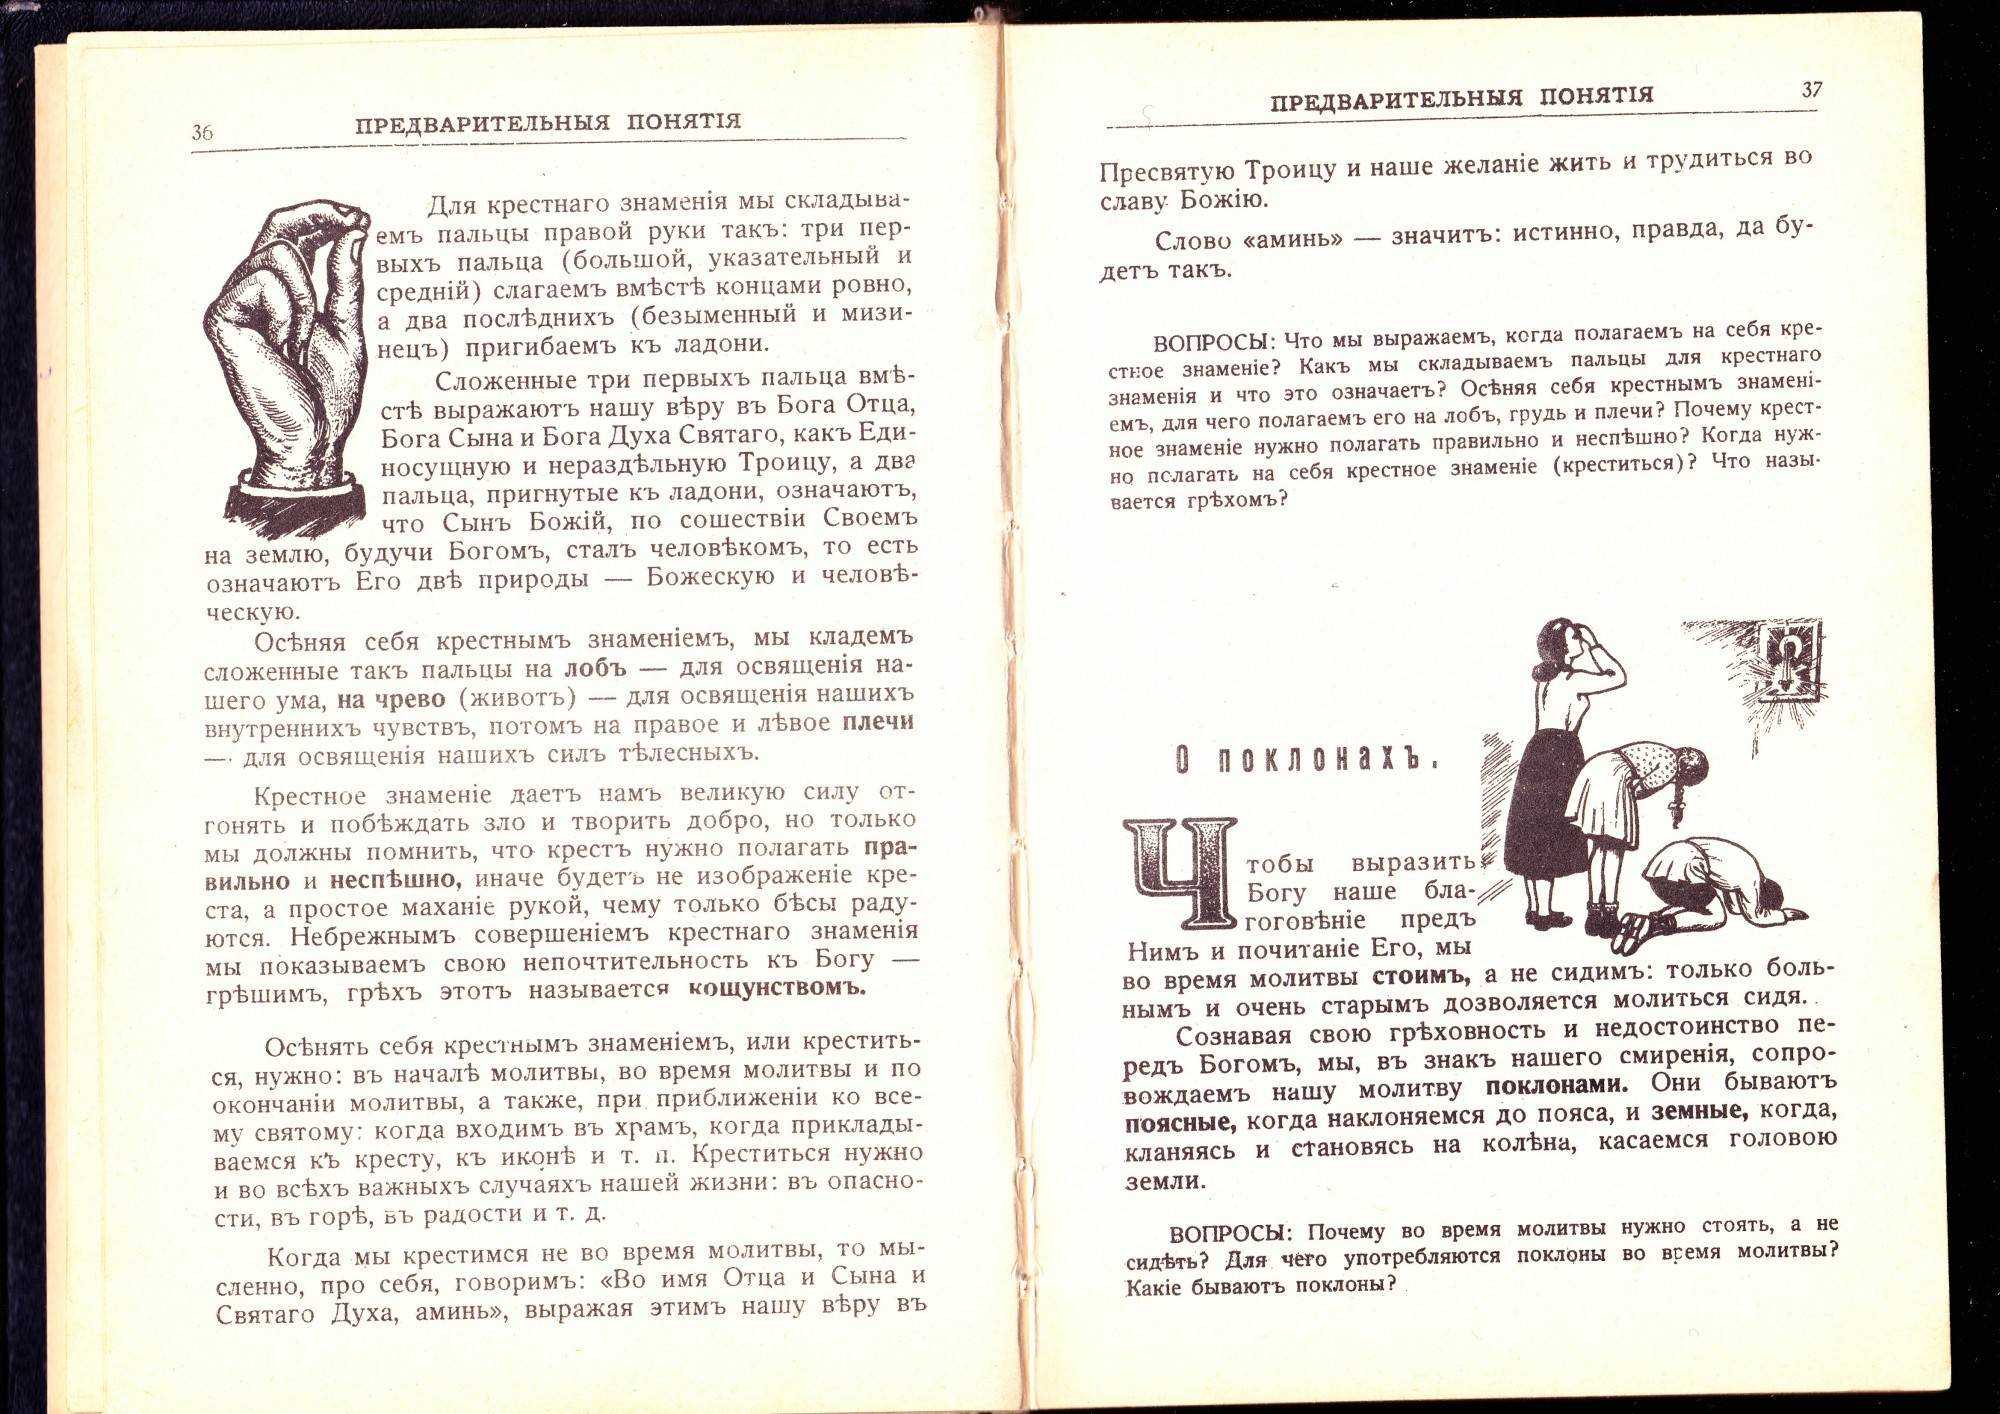 36 ПРЕДВАРИТЕЛЬНЫЯ ПОНЯТІЯ
Для крестнаго знаменія мы складыва-
емъ пальцы правой руки такъ: три пер-
выхъ пальца (большой, указательный и
средній) слагаемъ вмѣстѣ концами ровно,
а два послѣднихъ (безыменный и мизи-
нецъ) пригибаемъ къ ладони.
Сложенные три первыхъ пальца вмѣ-
стѣ выражаютъ нашу вѣру въ Бога Отца,
Бога Сына и Бога Духа Святаго, какъ Еди-
носущную и нераздѣльную Троицу, а два
пальца, пригнутые къ ладони, означаютъ,
что Сынъ Божій, по сошествіи Своемъ
на землю, будучи Богомъ, сталъ человѣкомъ, то есть
означаютъ Его двѣ природы — Божескую и человѣ-
ческую.
Осѣняя себя крестнымъ знаменіемъ, мы кладемъ
сложенные такъ пальцы на лобъ — для освященія на-
шего ума, на чрево (животъ) — для освященія нашихъ
внутреннихъ чувствъ, потомъ на правое и лѣвое плечи
— для освященія нашихъ силъ тѣлесныхъ.
Крестное знаменіе даетъ намъ великую силу от-
гонять и побѣждать зло и творить добро, но только
мы должны помнить, что крестъ нужно полагать пра-
вильно и неспѣшно, иначе будетъ не изображеніе кре-
ста, а простое маханіе рукой, чему только бѣсы раду-
ются. Небрежнымъ совершеніемъ крестнаго знаменія
мы показываемъ свою непочтительность къ Богу —
грѣшимъ, грѣхъ этотъ называется кощунствомъ.
Осѣнять себя крестнымъ знаменіемъ, или крестить-
ся, нужно: въ началѣ молитвы, во время молитвы и по
окончаніи молитвы, а также, при приближеніи ко все-
му святому: когда входимъ въ храмъ, когда приклады-
ваемся къ кресту, къ иконѣ и т. п. Креститься нужно
и во всѣхъ важныхъ случаяхъ нашей жизни: въ опасно-
сти, въ горѣ, въ радости и т. д.
Когда мы крестимся не во время молитвы, то мы-
сленно, про себя, говоримъ: «Во имя Отца и Сына и
Святаго Духа, аминь», выражая этимъ нашу вѣру въ
ПРЕДВАРИТЕЛЬНЫЯ ПОНЯТІЯ 37
Пресвятую Троицу и наше желаніе жить и трудиться во
славу Божію.
Слово «аминь» — значитъ: истинно, правда, да бу-
детъ такъ.
ВОПРОСЫ: Что мы выражаемъ, когда полагаемъ на себя кре-
стное знаменіе? Какъ мы складываемъ пальцы для крестнаго
знаменія и что это означаетъ? Осѣняя себя крестнымъ знамені-
емъ, для чего полагаемъ его на лобъ, грудь и плечи? Почему крест-
ное знаменіе нужно полагать правильно и неспѣшно? Когда нуж-
но полагать на себя крестное знаменіе (креститься)? Что назы-
вается грѣхомъ?
О поклонахъ.
Чтобы выразить
Богу наше бла-
гоговѣніе предъ
Нимъ и почитаніе Его, мы
во время молитвы стоимъ, а не сидимъ: только боль-
нымъ и очень старымъ дозволяется молиться сидя.
Сознавая свою грѣховность и недостоинство пе-
редъ Богомъ, мы, въ знакъ нашего смиренія, сопро-
вождаемъ нашу молитву поклонами. Они бываютъ
поясные, когда наклоняемся до пояса, и земные, когда,
кланяясь и становясь на колѣна, касаемся головою
земли.
ВОПРОСЫ: Почему во время молитвы нужно стоять, а не
сидѣть? Для чего употребляются поклоны во время молитвы?
Какіе бываютъ поклоны?